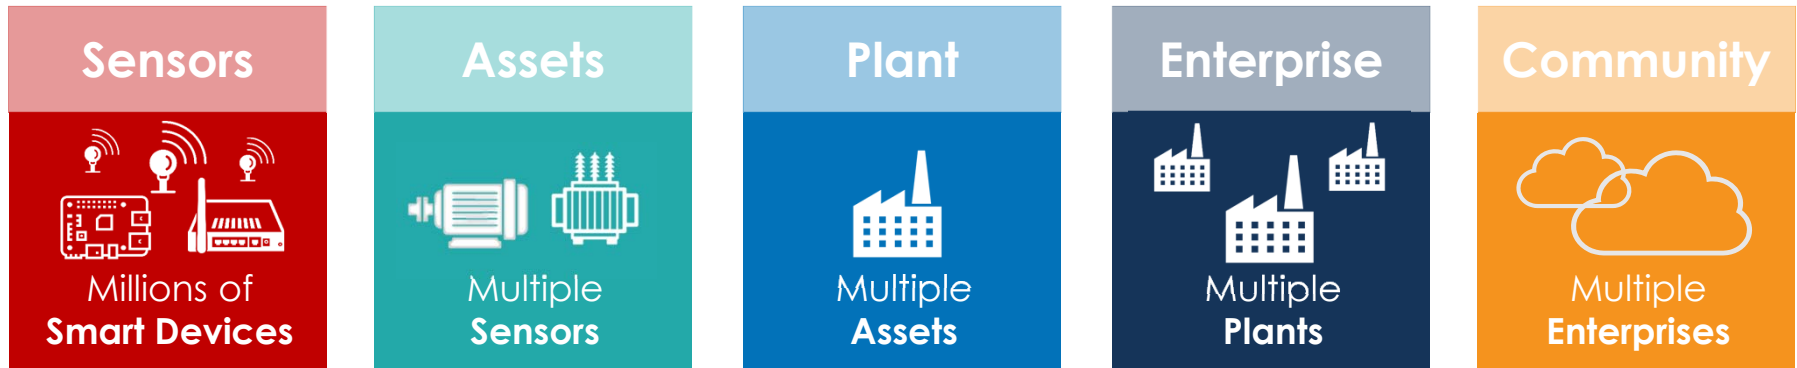 Sensors
Millions of
Smart Devices
Assets
Multiple
Sensors
Plant
Multiple
Assets
Enterprise
Multiple
Plants
Community
Multiple
Enterprises